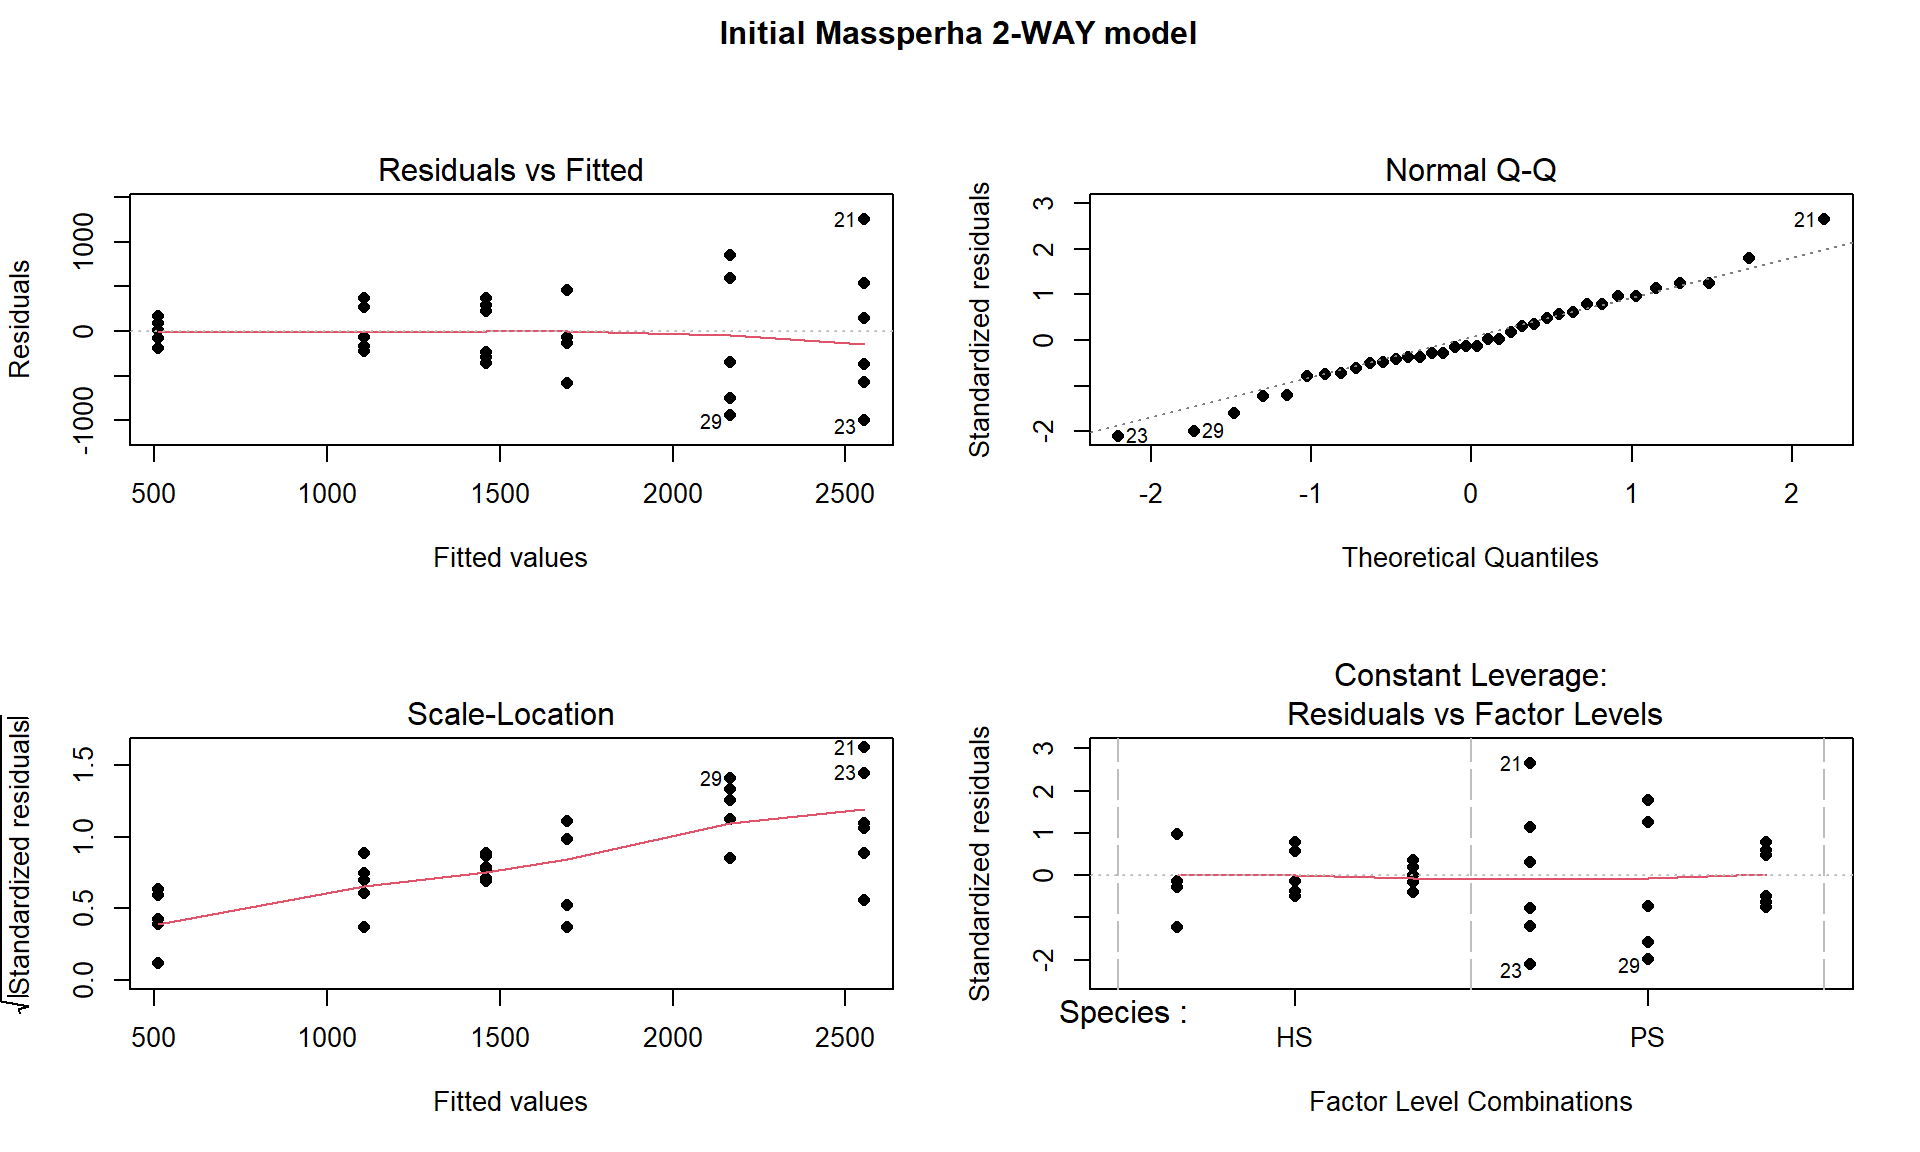 Initial Massperha 2-WAY model
Residuals vs Fitted
Residuals
-1000 0 1000
21
29
23
500 1000 1500 2000 2500
Fitted values
Normal Q-Q
Standardized residuals
-2 0 1 2 3
21
23
29
-2 -1 0 1 2
Theoretical Quantiles
Scale-Location
√|Standardized residuals|
0.0 0.5 1.0 1.5
21
29
23
500 1000 1500 2000 2500
Fitted values
Constant Leverage:
Residuals vs Factor Levels
Standardized residuals
-2 0 1 2 3
21
23
29
Species :
HS PS
Factor Level Combinations